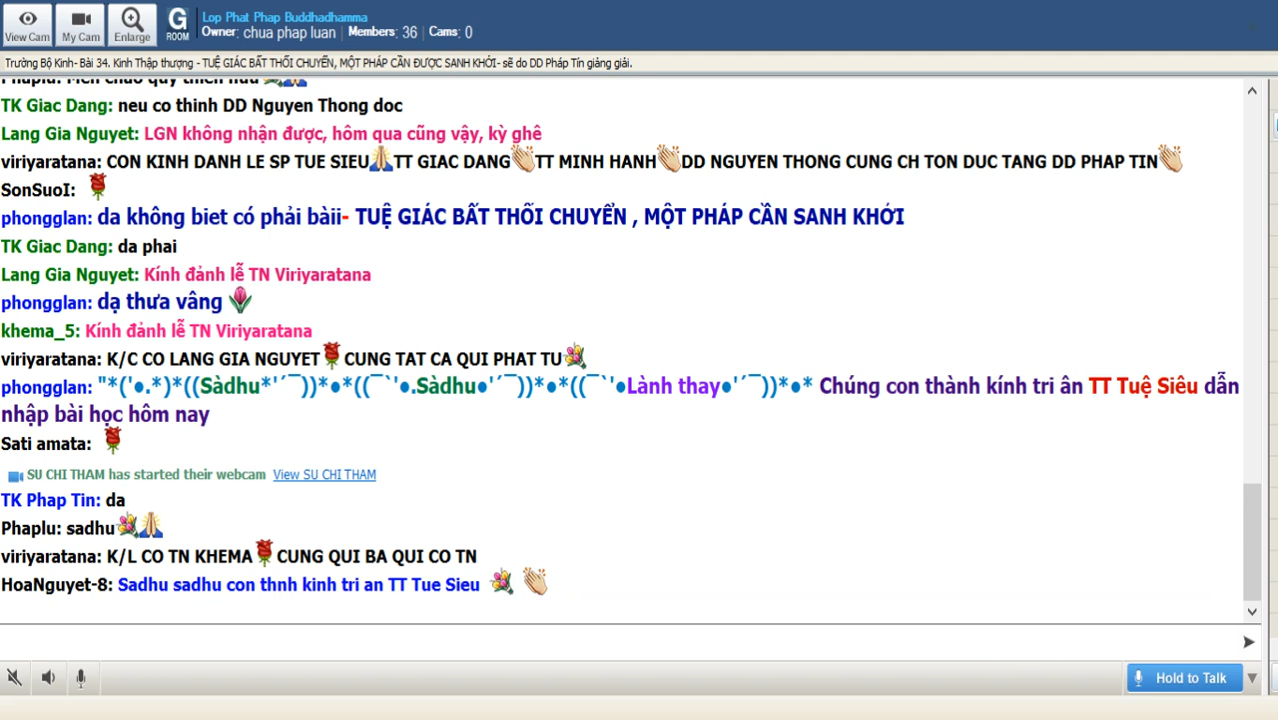 View Cam
My Cam
Enlarge
G
ROOM
Lop Phat Phap Buddhadhamma
Owner: chua phap luan | Members: 36 | Cams: 0
Trường Bộ Kinh- Bài 34. Kinh Thập thượng - TUỆ GIÁC BẤT THỐI CHUYỂN, MỘT PHÁP CẦN ĐƯỢC SANH KHỞI- sẽ do DD Pháp Tín giảng giải.
Phaplu: Mến chào quý thiện hữu
TK Giac Dang: neu co thinh DD Nguyen Thong doc
Lang Gia Nguyet: LGN không nhận được, hôm qua cũng vậy, kỳ ghê
viriyaratana: CON KINH DANH LE SP TUE SIEU TT GIAC DANG TT MINH HANH DD NGUYEN THONG CUNG CH TON DUC TANG DD PHAP TIN
SonSuoI:
phongglan: da không biet có phải bàii- TUỆ GIÁC BẤT THỐI CHUYỂN , MỘT PHÁP CẦN SANH KHỞI
TK Giac Dang: da phai
Lang Gia Nguyet: Kính đảnh lễ TN Viriyaratana
phongglan: dạ thưa vâng
khema_5: Kính đảnh lễ TN Viriyaratana
viriyaratana: K/C CO LANG GIA NGUYET CUNG TAT CA QUI PHAT TU
phongglan: "*('●.*)*((Sàdhu*'´¯))*●*((¯`'●.Sàdhu●'´¯))*●*((¯`'●Lành thay●'´¯))*●* Chúng con thành kính tri ân TT Tuệ Siêu dẫn
nhập bài học hôm nay
Sati amata:
SU CHI THAM has started their webcam View SU CHI THAM
TK Phap Tin: da
Phaplu: sadhu
viriyaratana: K/L CO TN KHEMA CUNG QUI BA QUI CO TN
HoaNguyet-8: Sadhu sadhu con thnh kinh tri an TT Tue Sieu
Hold to Talk